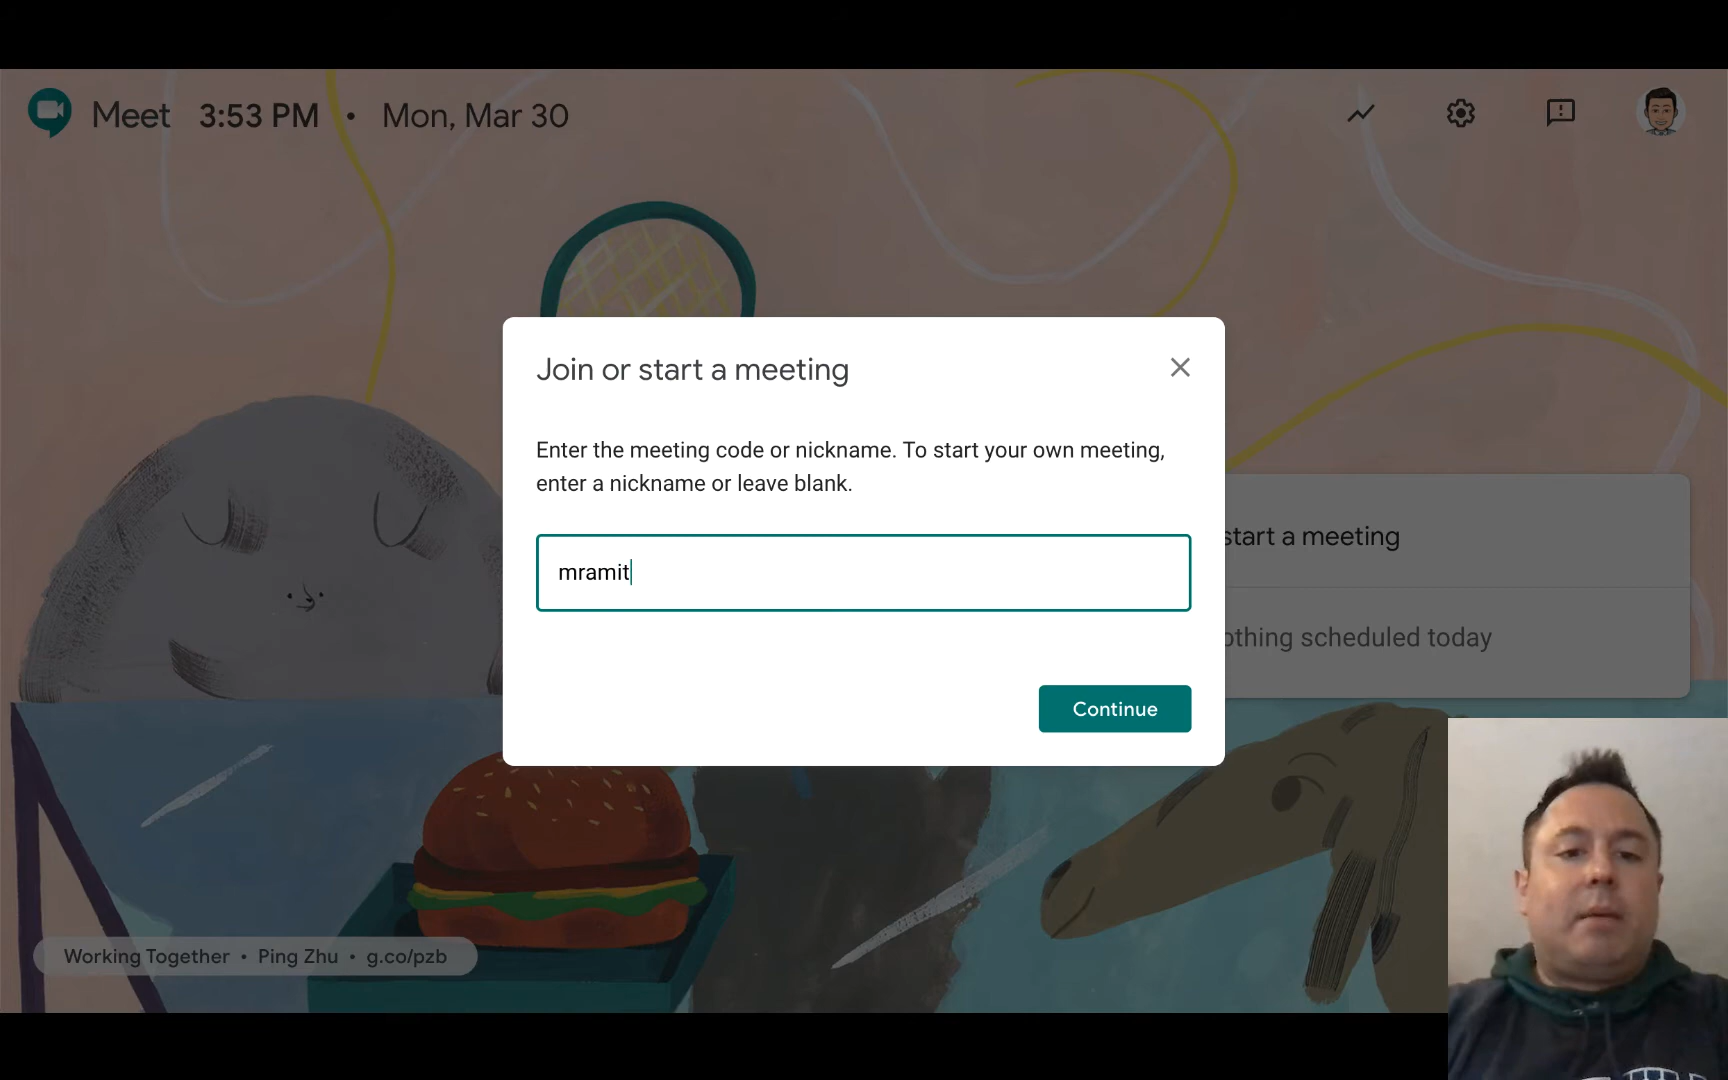 Meet 3:53 PM • Mon, Mar 30
Join or start a meeting
Enter the meeting code or nickname. To start your own meeting,
enter a nickname or leave blank.
mramit
Continue
start a meeting
othing scheduled today
Working Together • Ping Zhu • g.co/pzb